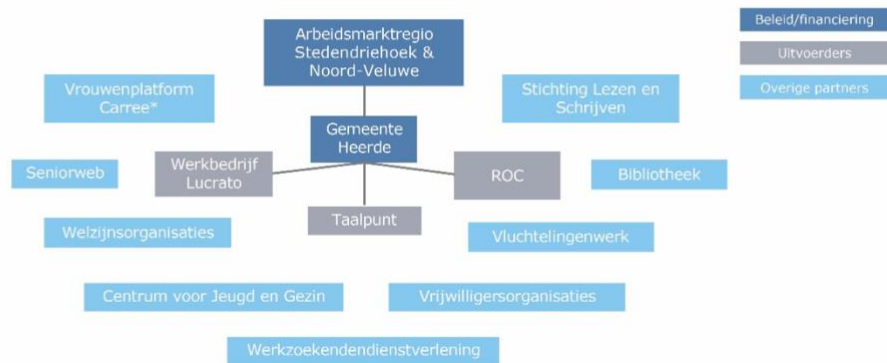 Arbeidsmarktregio
Stedendriehoek &
Noord-Veluwe
Beleid/financiering
Uitvoerders
Overige partners
Vrouwenplatform
Carree*
Stichting Lezen en
Schrijven
Gemeente
Heerde
Seniorweb
Werkbedrijf
Lucrato
ROC
Bibliotheek
Taalpunt
Welzijnsorganisaties
Vluchtelingenwerk
Centrum voor Jeugd en Gezin
Vrijwilligersorganisaties
Werkzoekendendienstverlening